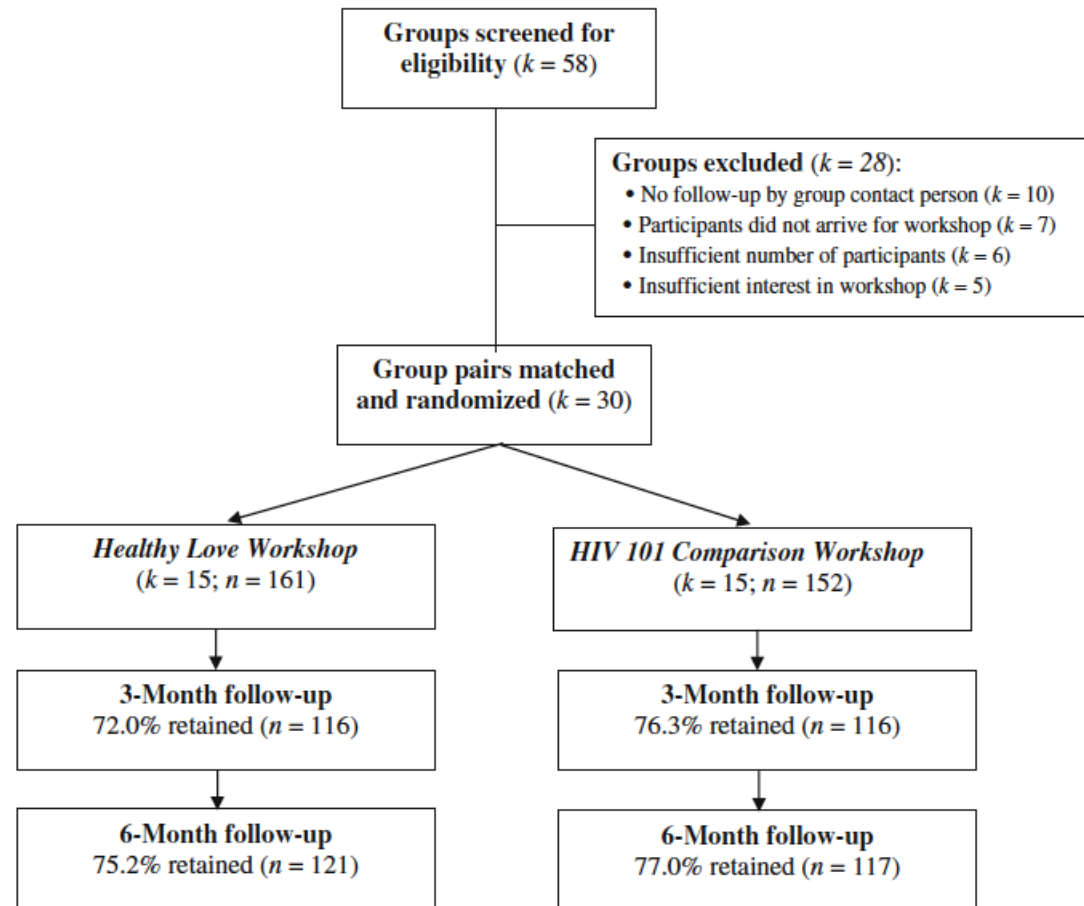 Groups screened for
eligibility (k = 58)
Groups excluded (k = 28):
• No follow-up by group contact person (k = 10)
• Participants did not arrive for workshop (k = 7)
• Insufficient number of participants (k = 6)
• Insufficient interest in workshop (k = 5)
Group pairs matched
and randomized (k = 30)
Healthy Love Workshop
(k = 15; n = 161)
HIV 101 Comparison Workshop
(k = 15; n = 152)
3-Month follow-up
72.0% retained (n = 116)
3-Month follow-up
76.3% retained (n = 116)
6-Month follow-up
75.2% retained (n = 121)
6-Month follow-up
77.0% retained (n = 117)